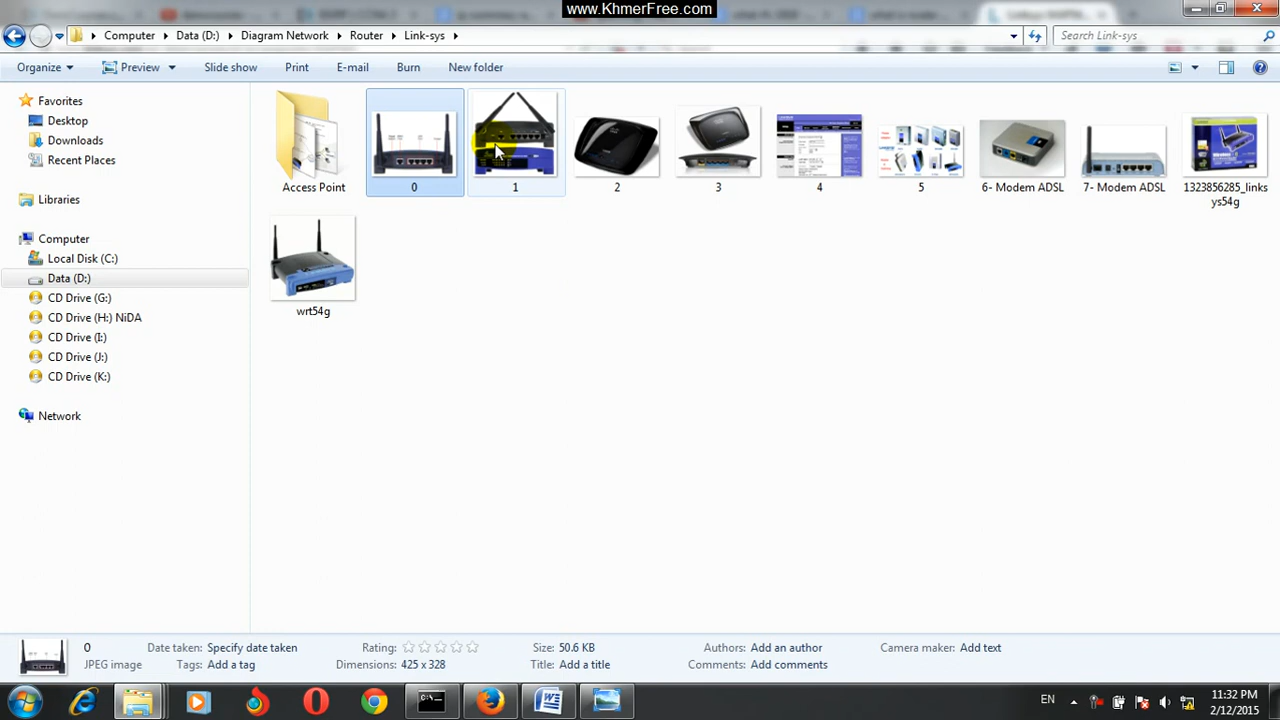 www.KhmerFree.com
Computer Data (D:) Diagram Network Router Link-sys
Search Link-sys
Organize Preview Slide show Print E-mail Burn New folder
Favorites
Desktop
Downloads
Recent Places
Libraries
Computer
Local Disk (C:)
Data (D:)
CD Drive (G:)
CD Drive (H:) NiDA
CD Drive (I:)
CD Drive (J:)
CD Drive (K:)
Network
Access Point
0
1
2
3
4
5
6- Modem ADSL
7- Modem ADSL
1323856285_links
ys54g
wrt54g
0 Date taken: Specify date taken Rating: Size: 50.6 KB Authors: Add an author Camera maker: Add text
JPEG image Tags: Add a tag Dimensions: 425 x 328 Title: Add a title Comments: Add comments
EN
11:32 PM
2/12/2015